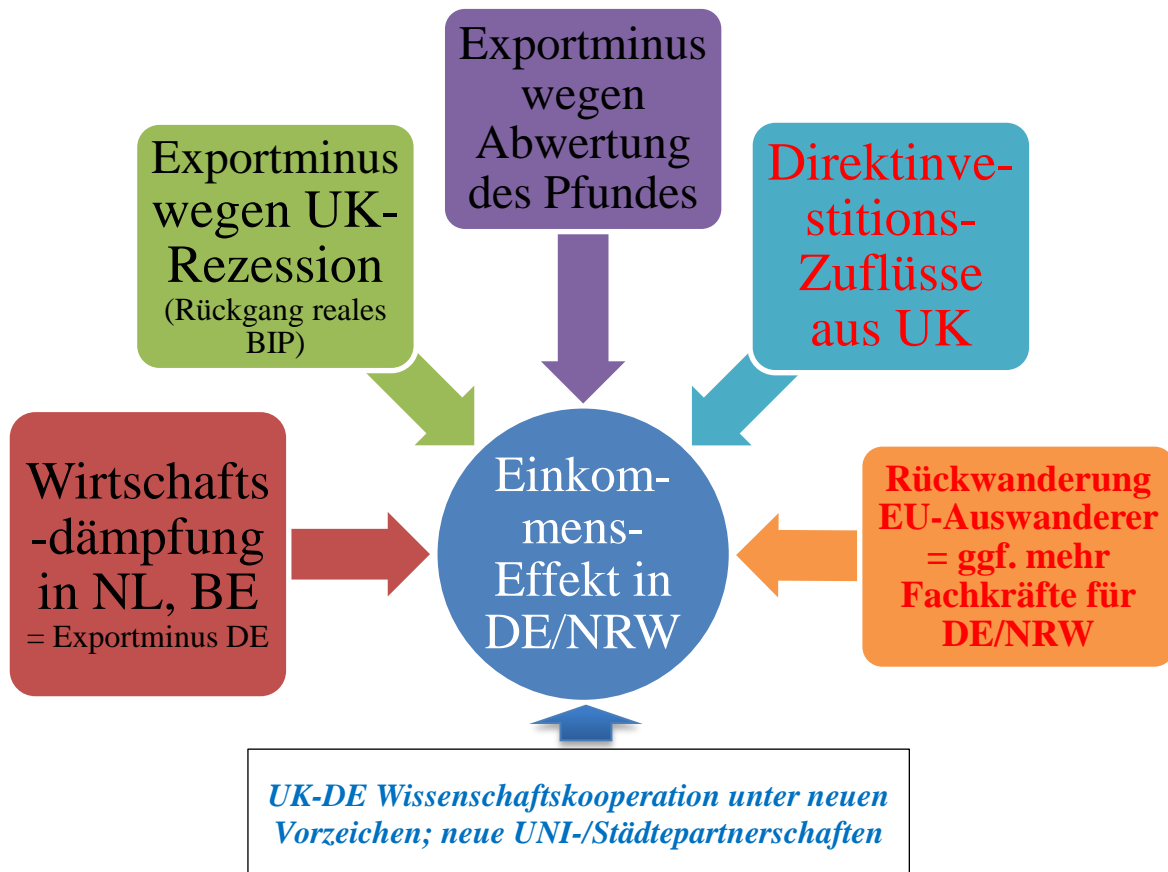 Exportminus
wegen
Abwertung
des Pfundes
Exportminus
wegen UK-
Rezession
(Rückgang reales
BIP)
Direktinve-
stitions-
Zuflüsse
aus UK
Wirtschafts
-dämpfung
in NL, BE
= Exportminus DE
Einkom-
mens-
Effekt in
DE/NRW
Rückwanderung
EU-Auswanderer
= ggf. mehr
Fachkräfte für
DE/NRW
UK-DE Wissenschaftskooperation unter neuen
Vorzeichen; neue UNI-/Städtepartnerschaften